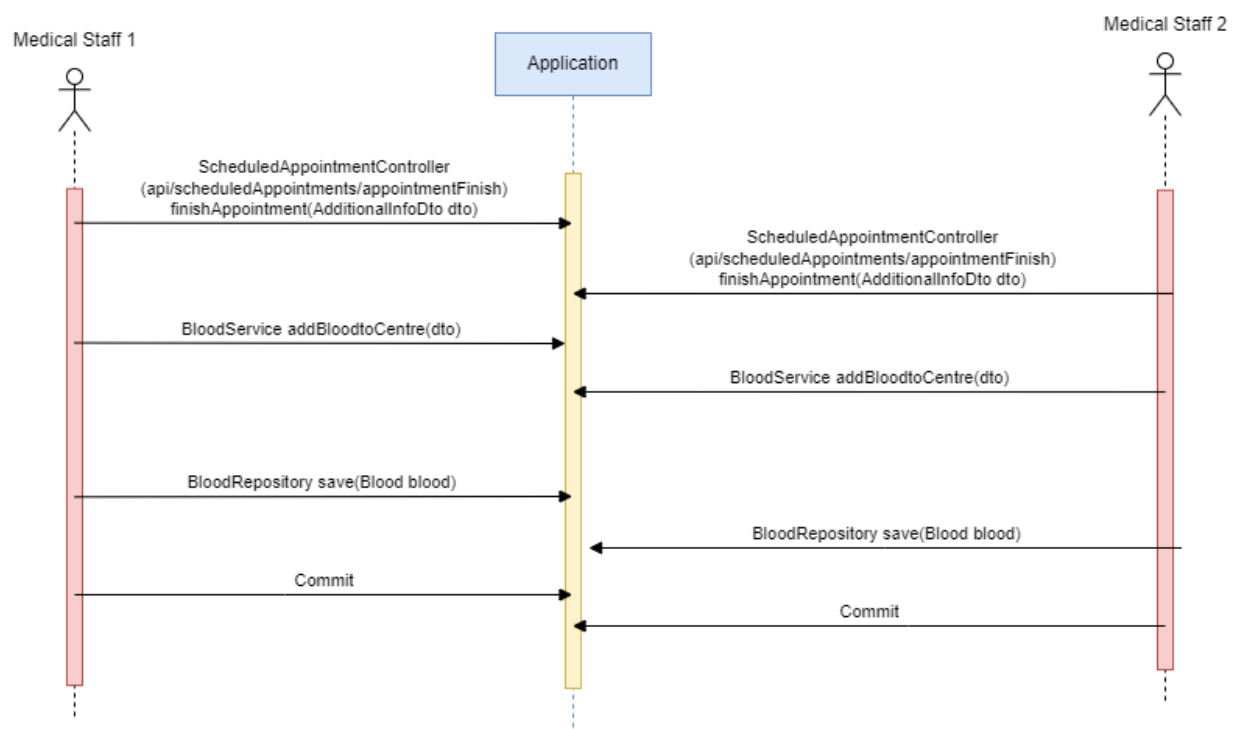 Medical Staff 1
Application
Medical Staff 2
ScheduledAppointmentController
(api/scheduledAppointments/appointmentFinish)
finishAppointment(AdditionalInfoDto dto)
ScheduledAppointmentController
(api/scheduledAppointments/appointmentFinish)
finishAppointment(AdditionalInfoDto dto)
BloodService addBloodtoCentre(dto)
BloodService addBloodtoCentre(dto)
BloodRepository save(Blood blood)
BloodRepository save(Blood blood)
Commit
Commit